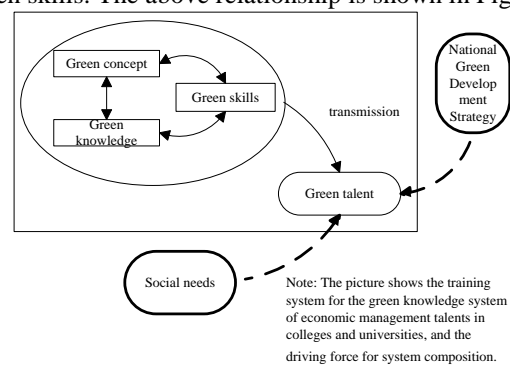 en skills. The above relationship is shown in Fig
Green concept
Green skills
Green
knowledge
transmission
National
Green
Develop
ment
Strategy
Green talent
Social needs
Note: The picture shows the training
system for the green knowledge system
of economic management talents in
colleges and universities, and the
driving force for system composition.